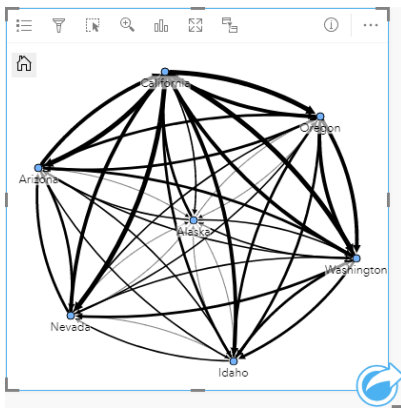 California
Oregon
Arizona
Alaska
Washington
Nevada
Idaho